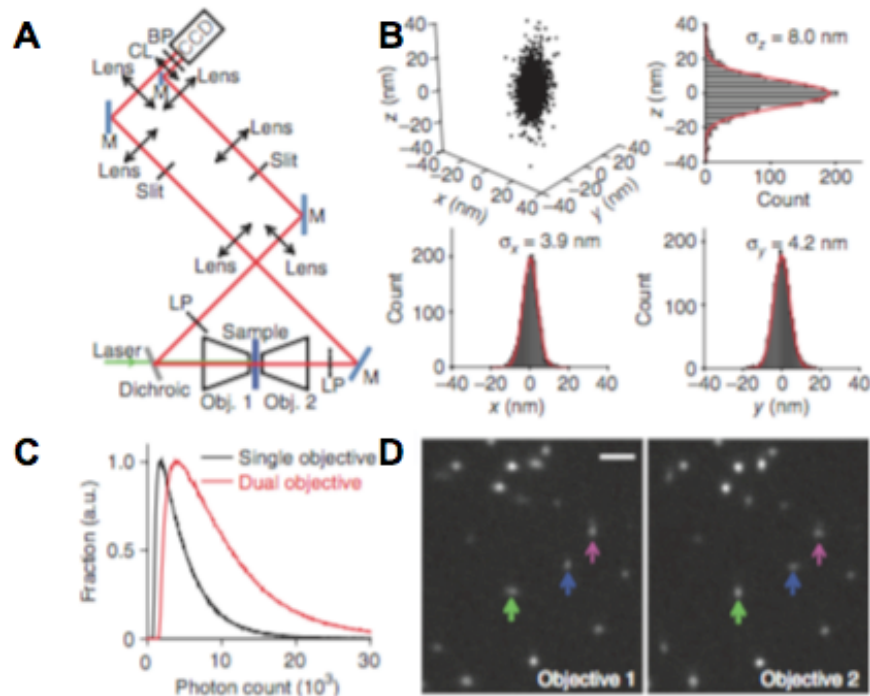 A
BP
CL
CCD
Lens
Lens
M
M
Lens
Lens
Slit
Slit
M
Lens
Lens
LP
Sample
Laser
Dichroic
Obj. 1
Obj. 2
LP
M
B
40
20
0
−20
−40
z (nm)
−40
−20
0
20
40
x (nm)
−40
−20
0
20
40
y (nm)
σz = 8.0 nm
40
20
0
−20
−40
z (nm)
0
100
200
Count
σx = 3.9 nm
200
100
0
Count
−40 −20 0 20 40
x (nm)
σy = 4.2 nm
200
100
0
Count
−40 −20 0 20 40
y (nm)
C
Single objective
Dual objective
1.0
0.5
0
Fraction (a.u.)
0 10 20 30
Photon count (10³)
D
Objective 1
Objective 2